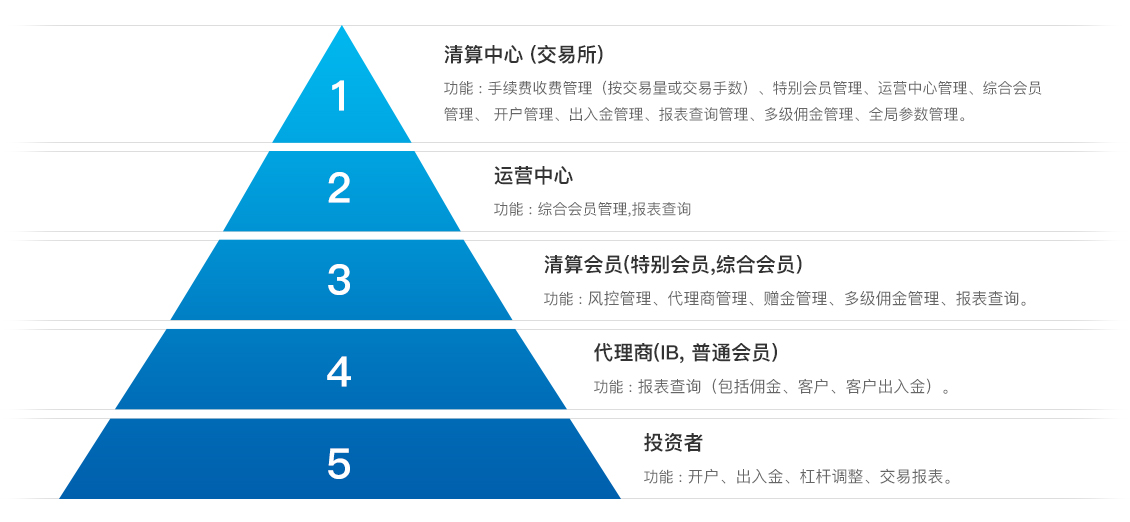 1
清算中心 (交易所)
功能：手续费收费管理（按交易量或交易手数）、特别会员管理、运营中心管理、综合会员
管理、 开户管理、出入金管理、报表查询管理、多级佣金管理、全局参数管理。
2
运营中心
功能：综合会员管理,报表查询
3
清算会员(特别会员,综合会员)
功能：风控管理、代理商管理、赠金管理、多级佣金管理、报表查询。
4
代理商(IB, 普通会员)
功能：报表查询（包括佣金、客户、客户出入金）。
5
投资者
功能：开户、出入金、杠杆调整、交易报表。